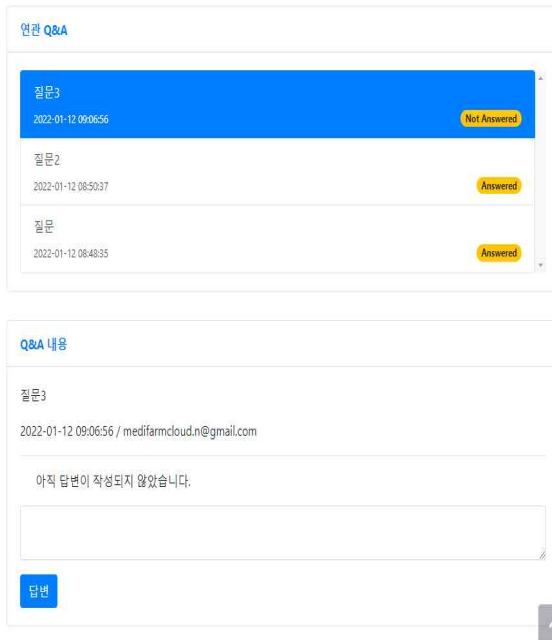 연관 Q&A
질문3
2022-01-12 09:06:56
Not Answered
질문2
2022-01-12 08:50:37
Answered
질문
2022-01-12 08:48:35
Answered
Q&A 내용
질문3
2022-01-12 09:06:56 / medifarmcloud.n@gmail.com
아직 답변이 작성되지 않았습니다.
답변